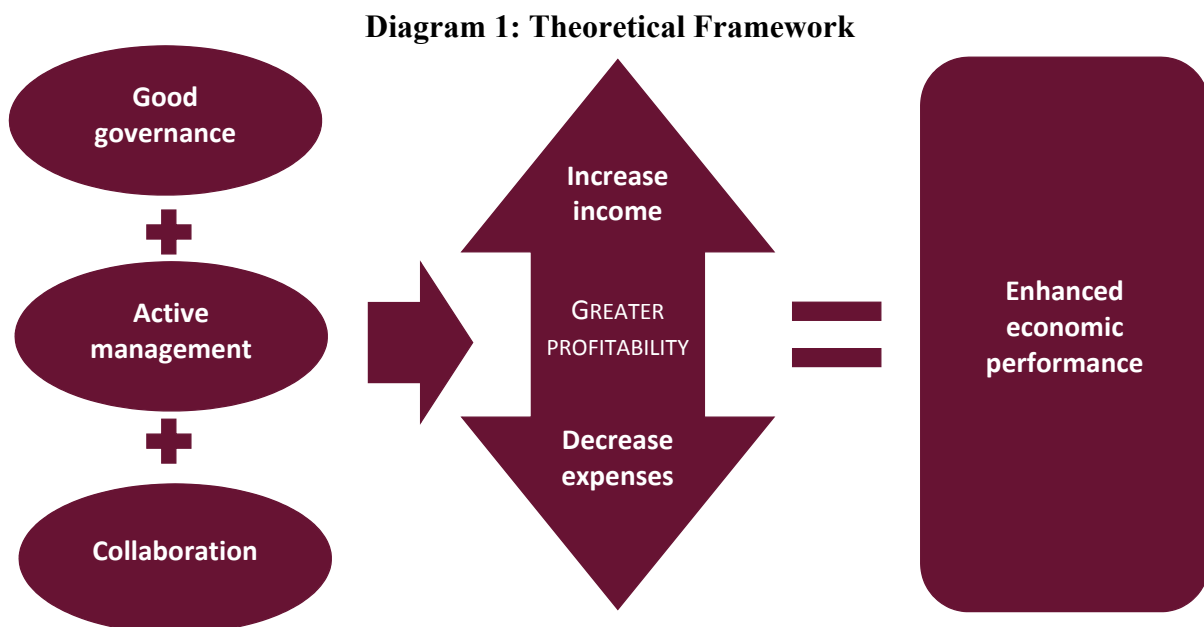 Diagram 1: Theoretical Framework
Good
governance
Active
management
Collaboration
Increase
income
GREATER
PROFITABILITY
Decrease
expenses
Enhanced
economic
performance